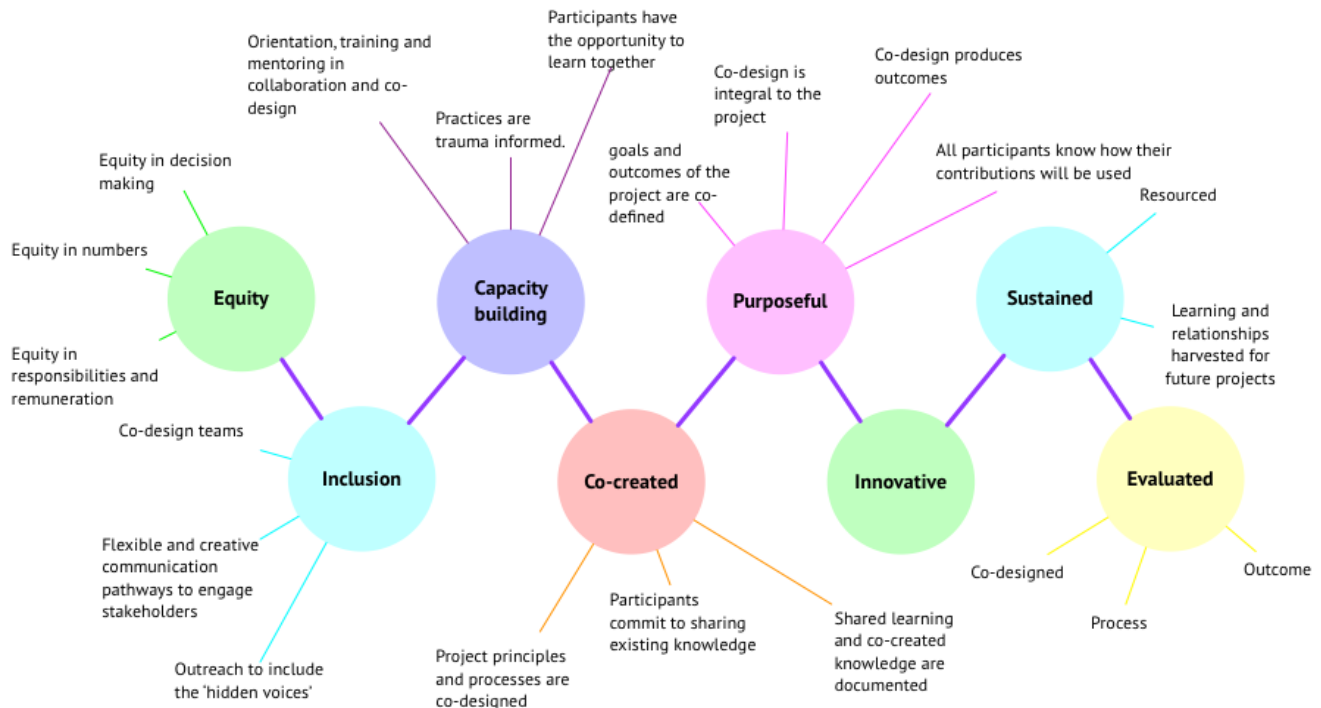 Participants have
the opportunity to
learn together
Orientation, training and
mentoring in
collaboration and co-
design
Practices are
trauma informed.
Co-design is
integral to the
project
Co-design produces
outcomes
goals and
outcomes of the
project are co-
defined
All participants know how their
contributions will be used
Resourced
Equity in decision
making
Equity in numbers
Equity in
responsibilities and
remuneration
Equity
Capacity
building
Purposeful
Sustained
Learning and
relationships
harvested for
future projects
Co-design teams
Inclusion
Co-created
Innovative
Evaluated
Flexible and creative
communication
pathways to engage
stakeholders
Outreach to include
the ‘hidden voices’
Project principles
and processes are
co-designed
Participants
commit to sharing
existing knowledge
Shared learning
and co-created
knowledge are
documented
Co-designed
Process
Outcome